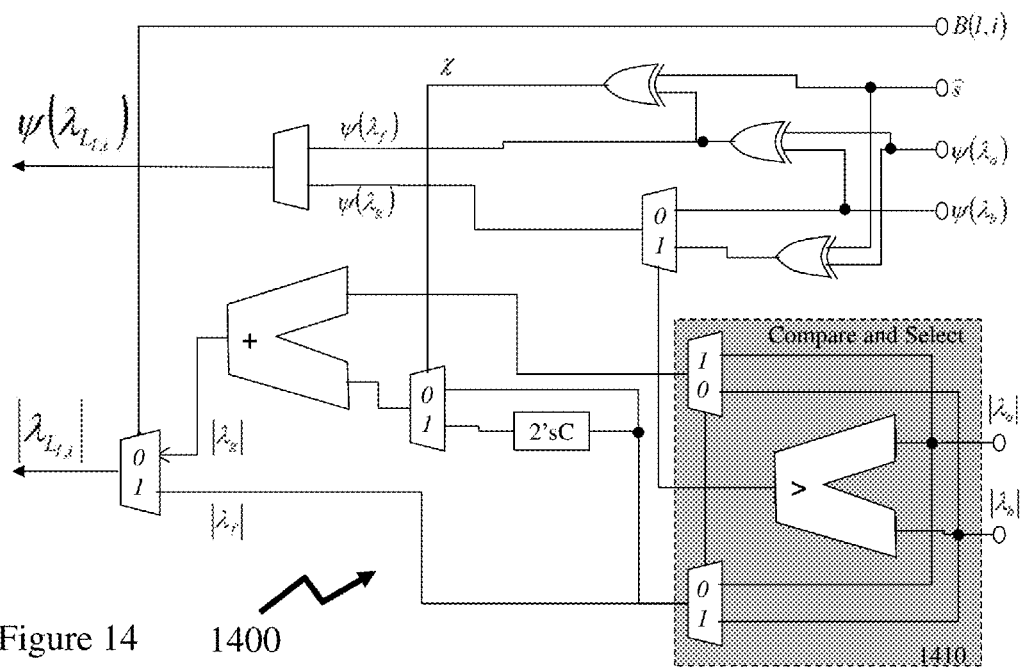 B(l,i)
χ
ŝ
ψ(λ_{L_{f,i}})
ψ(λ_f)
ψ(λ_a)
ψ(λ_g)
ψ(λ_b)
0
1
0
1
+
Compare and Select
1
0
|λ_a|
2'sC
>
|λ_{L_{f,i}}|
|λ_g|
0
1
|λ_f|
|λ_b|
0
1
Figure 14
1400
1410